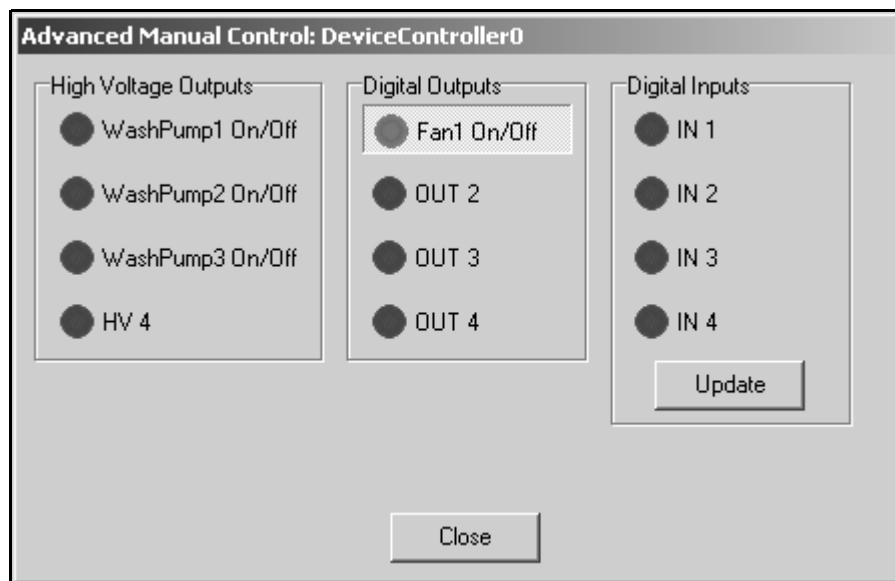 Advanced Manual Control: DeviceController0
High Voltage Outputs
WashPump1 On/Off
WashPump2 On/Off
WashPump3 On/Off
HV 4
Digital Outputs
Fan1 On/Off
OUT 2
OUT 3
OUT 4
Digital Inputs
IN 1
IN 2
IN 3
IN 4
Update
Close